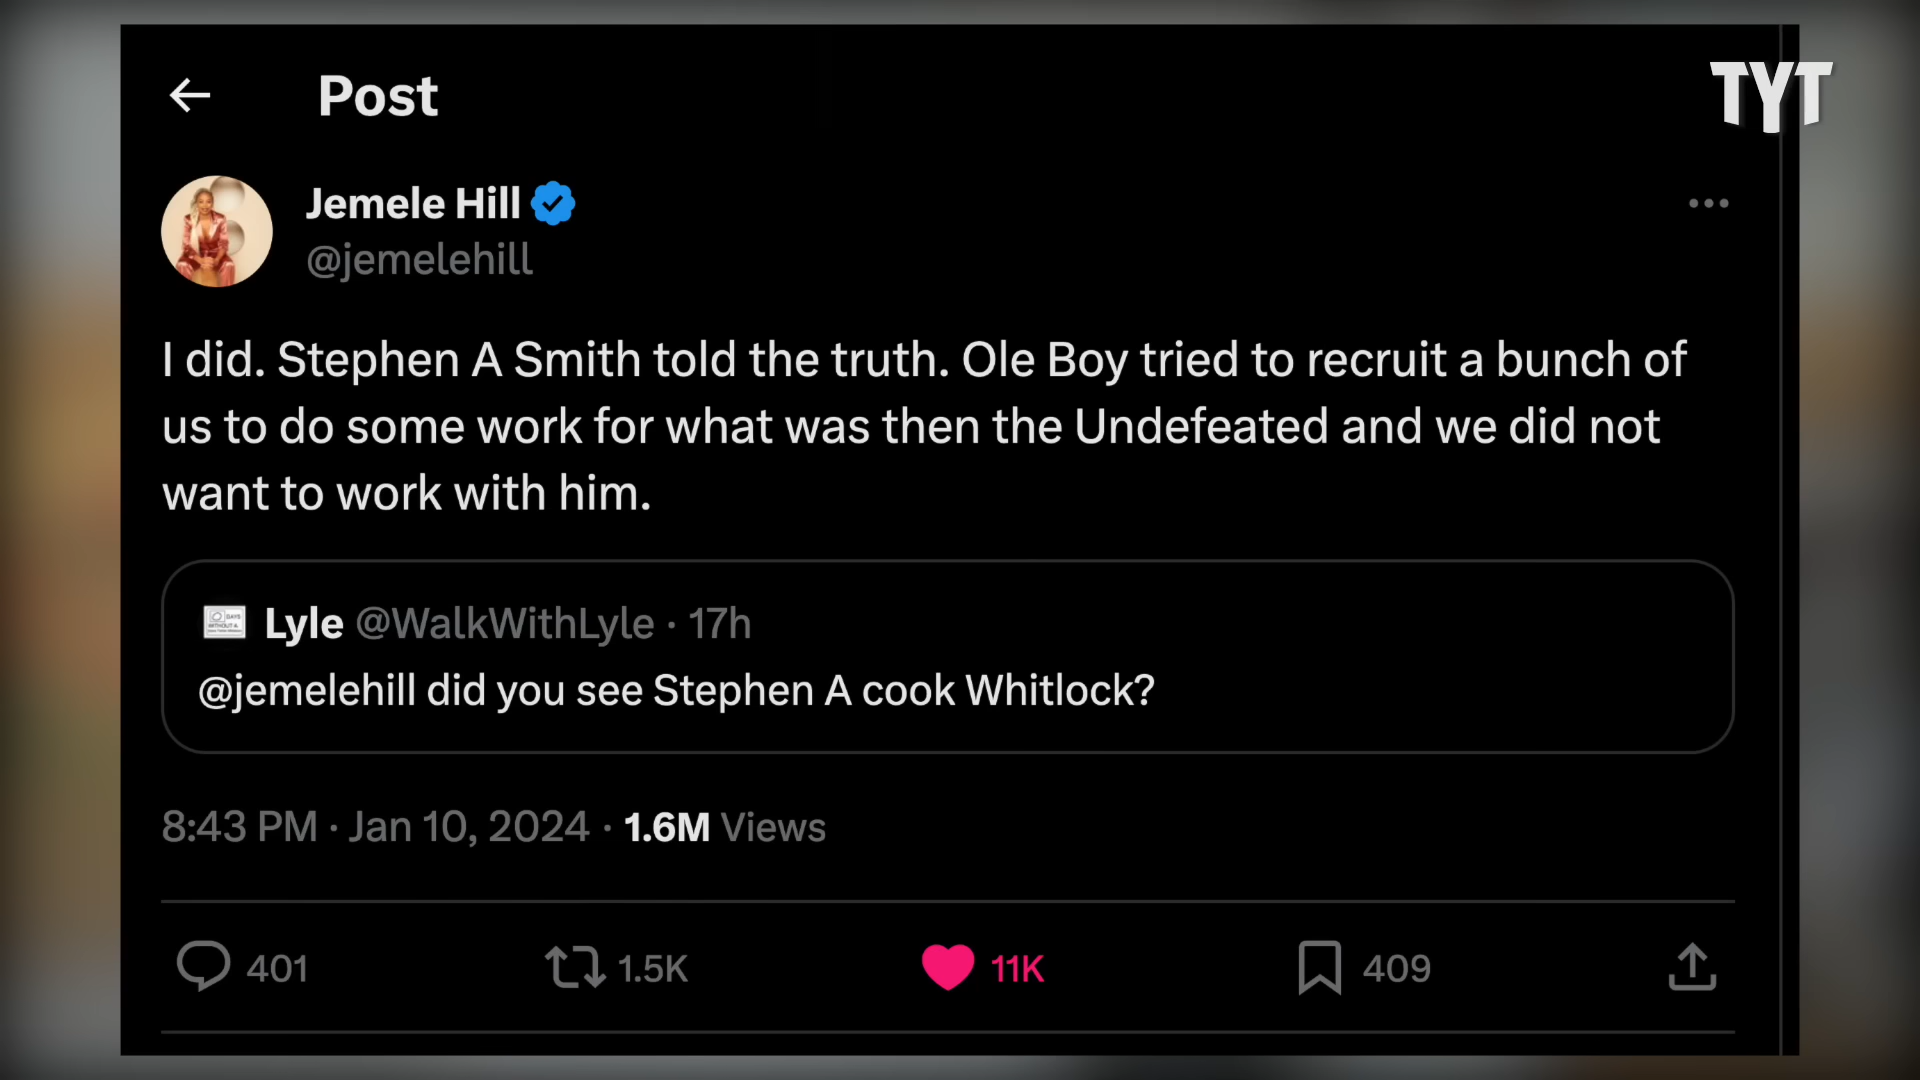 Post
TYT
Jemele Hill
@jemelehill
I did. Stephen A Smith told the truth. Ole Boy tried to recruit a bunch of
us to do some work for what was then the Undefeated and we did not
want to work with him.
Lyle @WalkWithLyle · 17h
@jemelehill did you see Stephen A cook Whitlock?
8:43 PM · Jan 10, 2024 · 1.6M Views
401 1.5K 11K 409